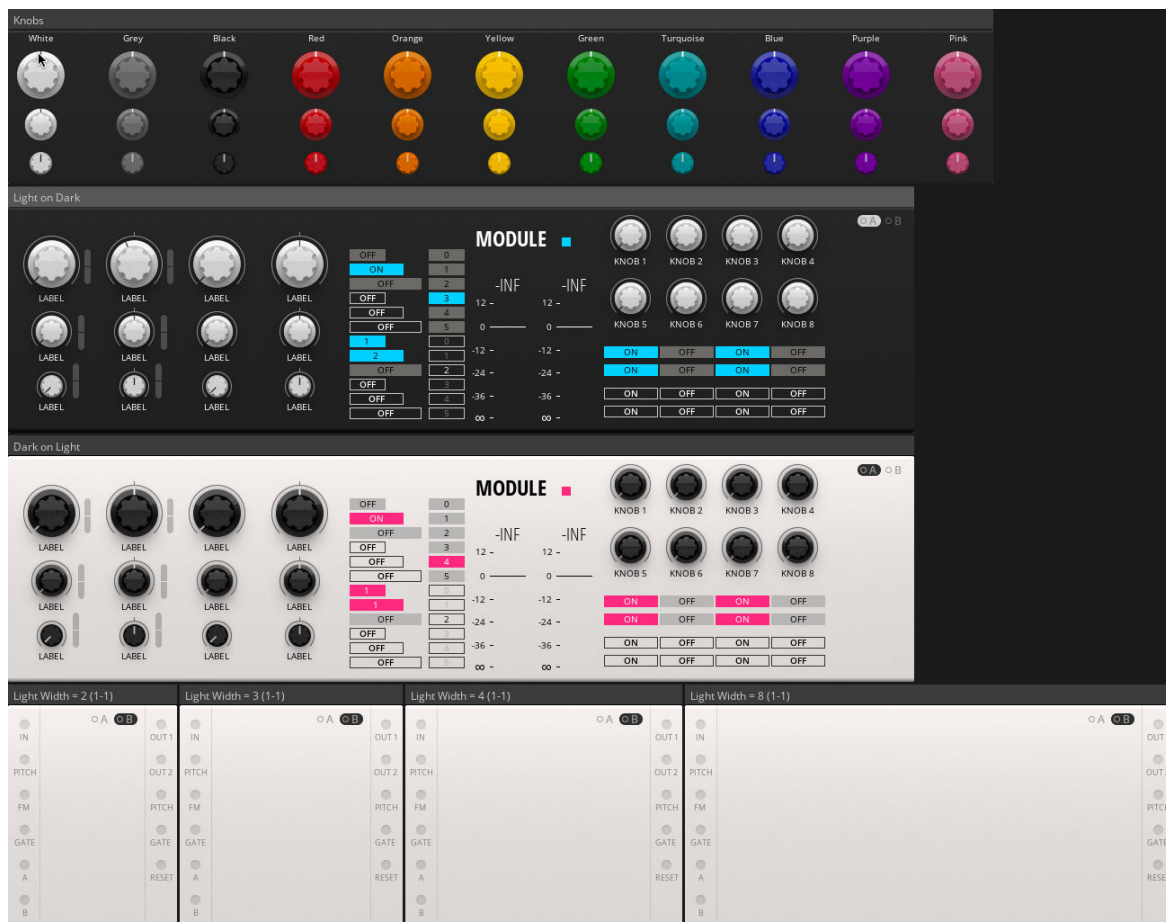 Knobs
White Grey Black Red Orange Yellow Green Turquoise Blue Purple Pink
Light on Dark
A B
MODULE
LABEL LABEL LABEL LABEL
LABEL LABEL LABEL LABEL
LABEL LABEL LABEL LABEL
OFF 0
ON 1
OFF 2
OFF 3
OFF 4
OFF 5
1 0
2 1
OFF 2
OFF 3
OFF 4
OFF 5
-INF -INF
12 - 12 -
0 0
-12 - -12 -
-24 - -24 -
-36 - -36 -
∞ - ∞ -
KNOB 1 KNOB 2 KNOB 3 KNOB 4
KNOB 5 KNOB 6 KNOB 7 KNOB 8
ON OFF ON OFF
ON OFF ON OFF
ON OFF ON OFF
ON OFF ON OFF
Dark on Light
A B
MODULE
LABEL LABEL LABEL LABEL
LABEL LABEL LABEL LABEL
LABEL LABEL LABEL LABEL
OFF 0
ON 1
OFF 2
OFF 3
OFF 4
OFF 5
1 0
1 1
OFF 2
OFF 3
OFF 4
OFF 5
-INF -INF
12 - 12 -
0 0
-12 - -12 -
-24 - -24 -
-36 - -36 -
∞ - ∞ -
KNOB 1 KNOB 2 KNOB 3 KNOB 4
KNOB 5 KNOB 6 KNOB 7 KNOB 8
ON OFF ON OFF
ON OFF ON OFF
ON OFF ON OFF
ON OFF ON OFF
Light Width = 2 (1-1)
A B
IN OUT 1
PITCH OUT 2
FM PITCH
GATE GATE
A RESET
B
Light Width = 3 (1-1)
A B
IN OUT 1
PITCH OUT 2
FM PITCH
GATE GATE
A RESET
B
Light Width = 4 (1-1)
A B
IN OUT 1
PITCH OUT 2
FM PITCH
GATE GATE
A RESET
B
Light Width = 8 (1-1)
A B
IN OUT
PITCH OUT
FM PITCH
GATE GATE
A RESE
B